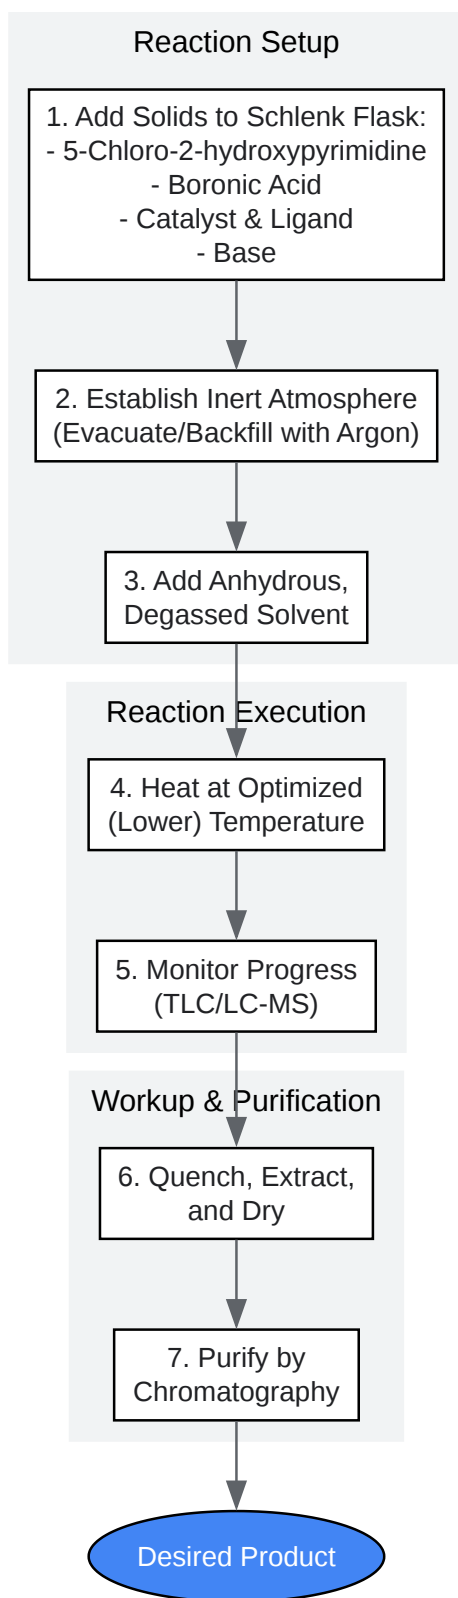 Reaction Setup
1. Add Solids to Schlenk Flask:
- 5-Chloro-2-hydroxypyrimidine
- Boronic Acid
- Catalyst & Ligand
- Base
2. Establish Inert Atmosphere
(Evacuate/Backfill with Argon)
3. Add Anhydrous,
Degassed Solvent
Reaction Execution
4. Heat at Optimized
(Lower) Temperature
5. Monitor Progress
(TLC/LC-MS)
Workup & Purification
6. Quench, Extract,
and Dry
7. Purify by
Chromatography
Desired Product